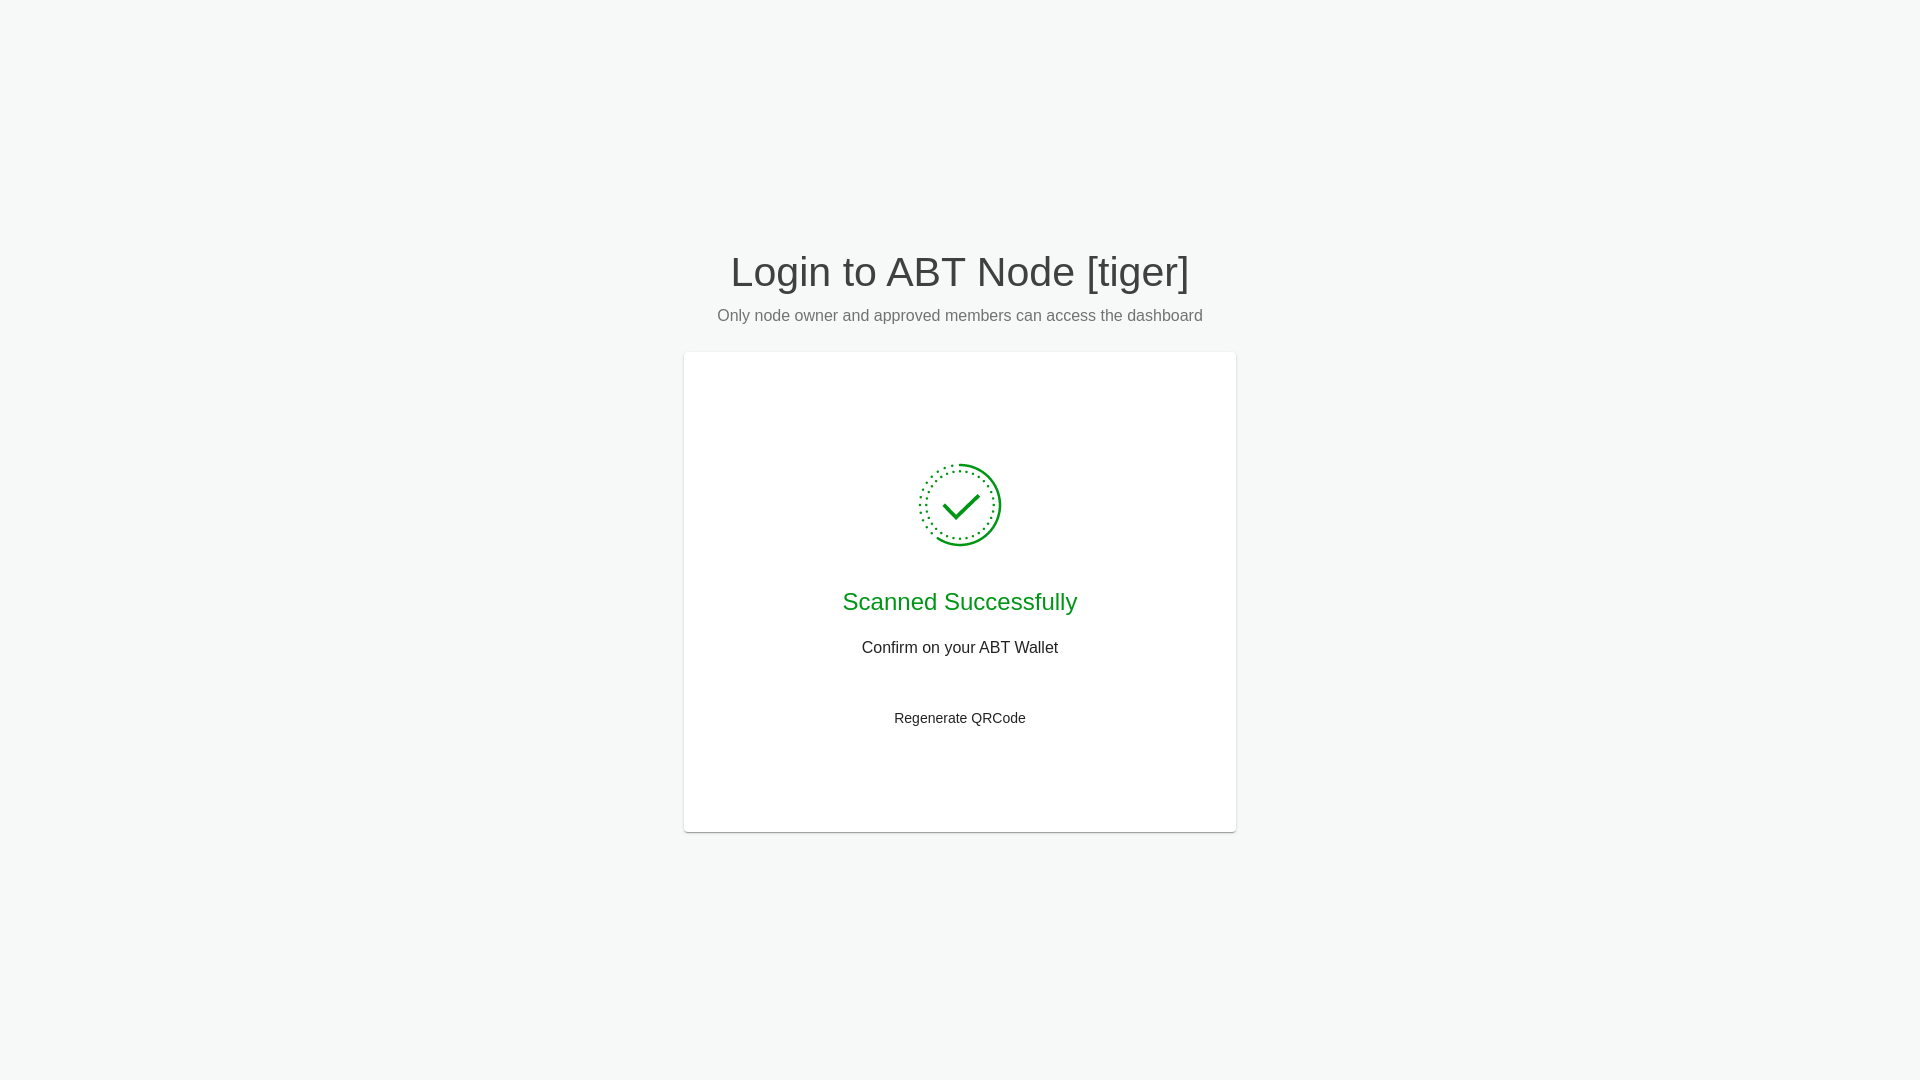 Login to ABT Node [tiger]
Only node owner and approved members can access the dashboard
Scanned Successfully
Confirm on your ABT Wallet
Regenerate QRCode